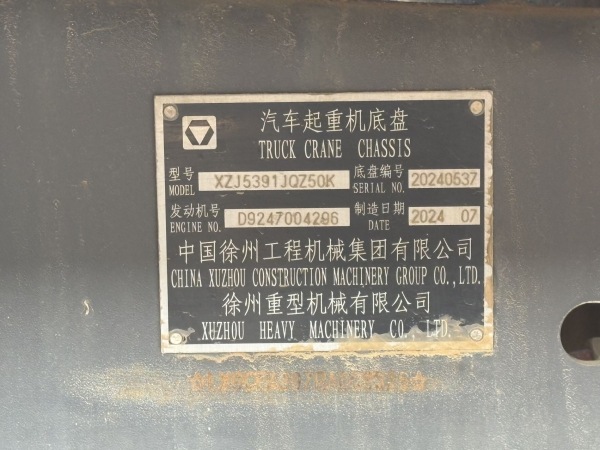 汽车起重机底盘
TRUCK CRANE CHASSIS
型号 MODEL XZJ5391JQZ50K 底盘编号 SERIAL NO. 20240537
发动机号 ENGINE NO. D9247004296 制造日期 DATE 2024 07
中国徐州工程机械集团有限公司
CHINA XUZHOU CONSTRUCTION MACHINERY GROUP CO., LTD.
徐州重型机械有限公司
XUZHOU HEAVY MACHINERY CO., LTD.